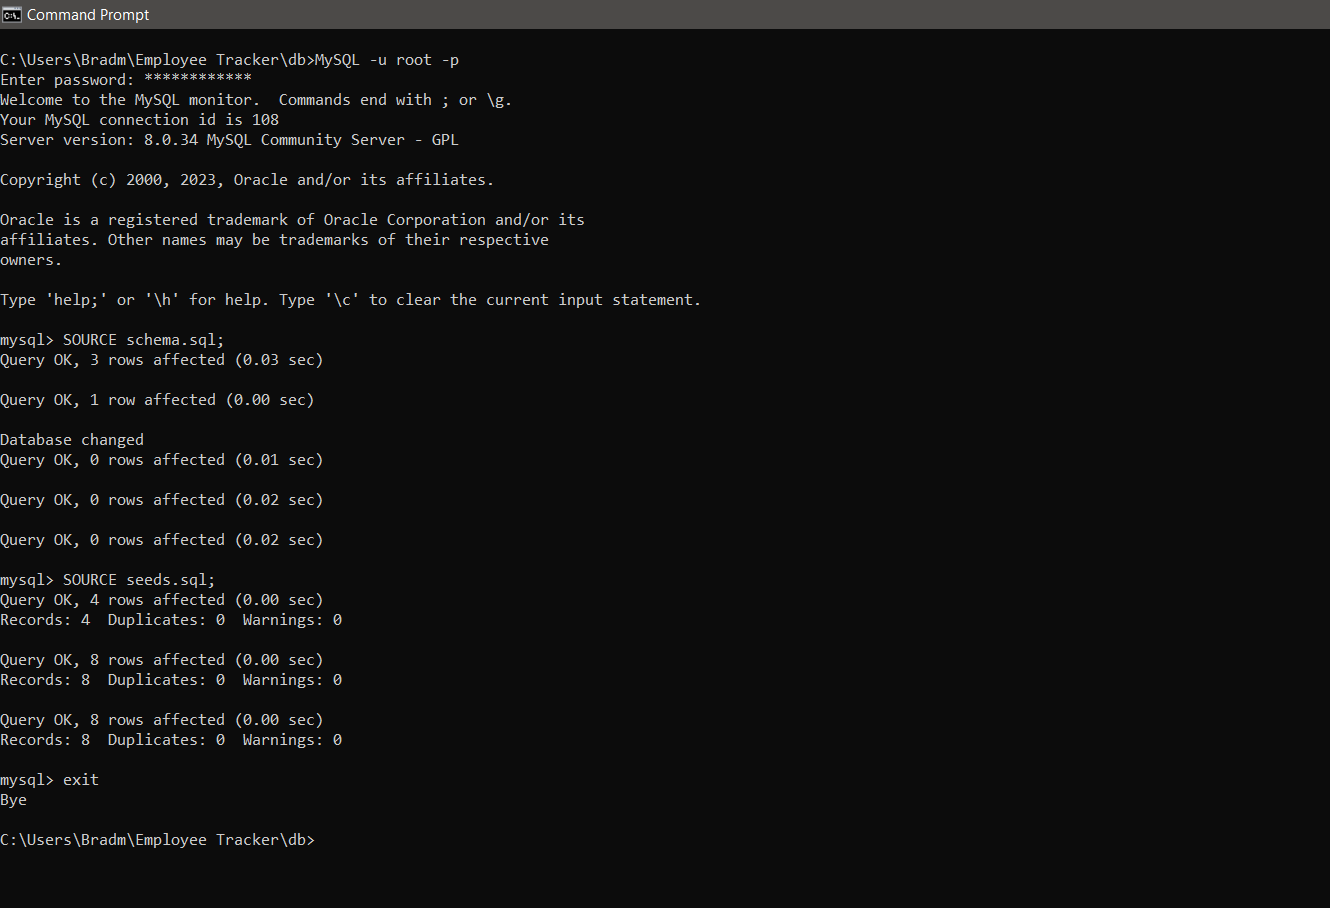 Command Prompt
C:\Users\Bradm\Employee Tracker\db>MySQL -u root -p
Enter password: ************
Welcome to the MySQL monitor.  Commands end with ; or \g.
Your MySQL connection id is 108
Server version: 8.0.34 MySQL Community Server - GPL
Copyright (c) 2000, 2023, Oracle and/or its affiliates.
Oracle is a registered trademark of Oracle Corporation and/or its
affiliates. Other names may be trademarks of their respective
owners.
Type 'help;' or '\h' for help. Type '\c' to clear the current input statement.
mysql> SOURCE schema.sql;
Query OK, 3 rows affected (0.03 sec)
Query OK, 1 row affected (0.00 sec)
Database changed
Query OK, 0 rows affected (0.01 sec)
Query OK, 0 rows affected (0.02 sec)
Query OK, 0 rows affected (0.02 sec)
mysql> SOURCE seeds.sql;
Query OK, 4 rows affected (0.00 sec)
Records: 4  Duplicates: 0  Warnings: 0
Query OK, 8 rows affected (0.00 sec)
Records: 8  Duplicates: 0  Warnings: 0
Query OK, 8 rows affected (0.00 sec)
Records: 8  Duplicates: 0  Warnings: 0
mysql> exit
Bye
C:\Users\Bradm\Employee Tracker\db>